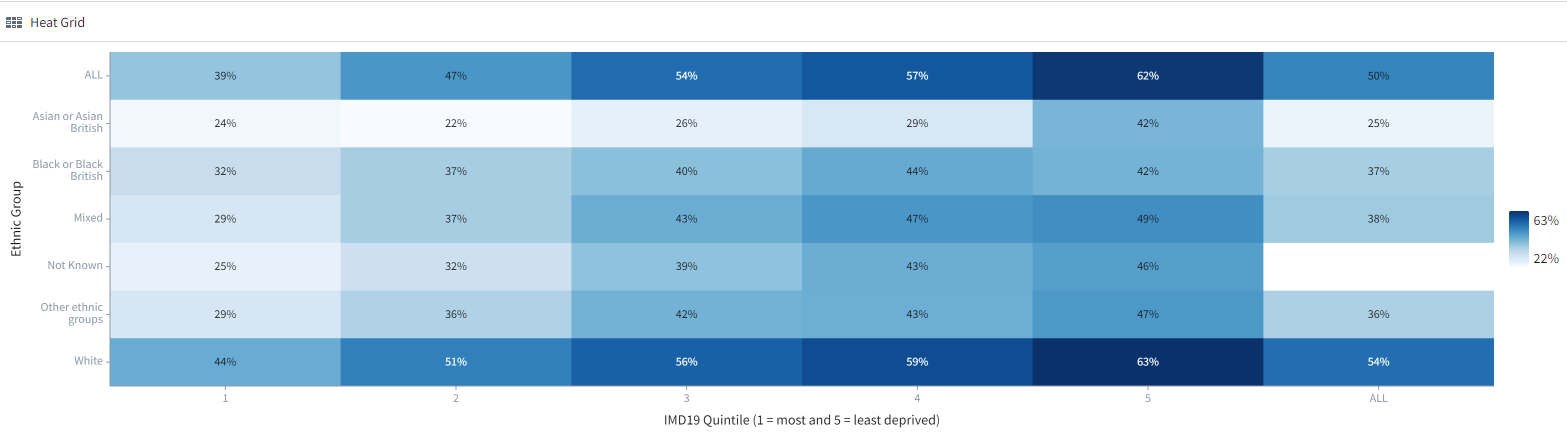 Heat Grid
Ethnic Group
ALL 39% 47% 54% 57% 62% 50%
Asian or Asian
British 24% 22% 26% 29% 42% 25%
Black or Black
British 32% 37% 40% 44% 42% 37%
Mixed 29% 37% 43% 47% 49% 38%
Not Known 25% 32% 39% 43% 46%
Other ethnic
groups 29% 36% 42% 43% 47% 36%
White 44% 51% 56% 59% 63% 54%
1 2 3 4 5 ALL
IMD19 Quintile (1 = most and 5 = least deprived)
63%
22%